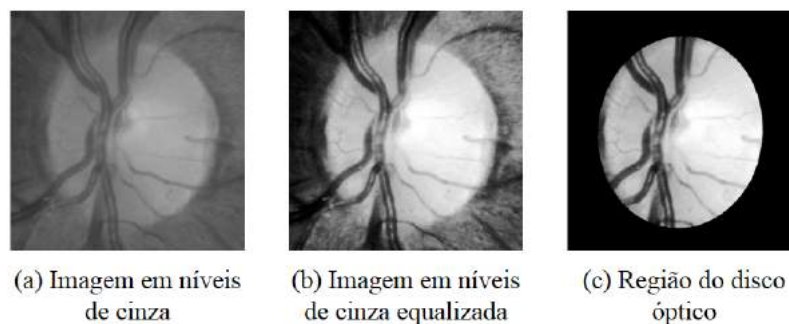 (a) Imagem em níveis
de cinza
(b) Imagem em níveis
de cinza equalizada
(c) Região do disco
óptico